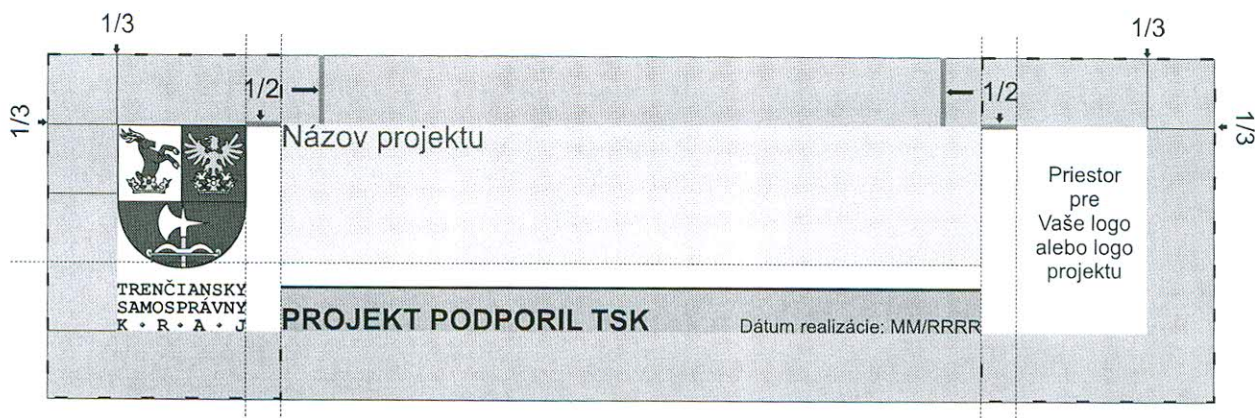 1/3
1/3
1/2
1/2
1/3
1/3
Názov projektu
Priestor
pre
Vaše logo
alebo logo
projektu
TRENČIANSKY
SAMOSPRÁVNY
K · R · A · J
PROJEKT PODPORIL TSK
Dátum realizácie: MM/RRRR